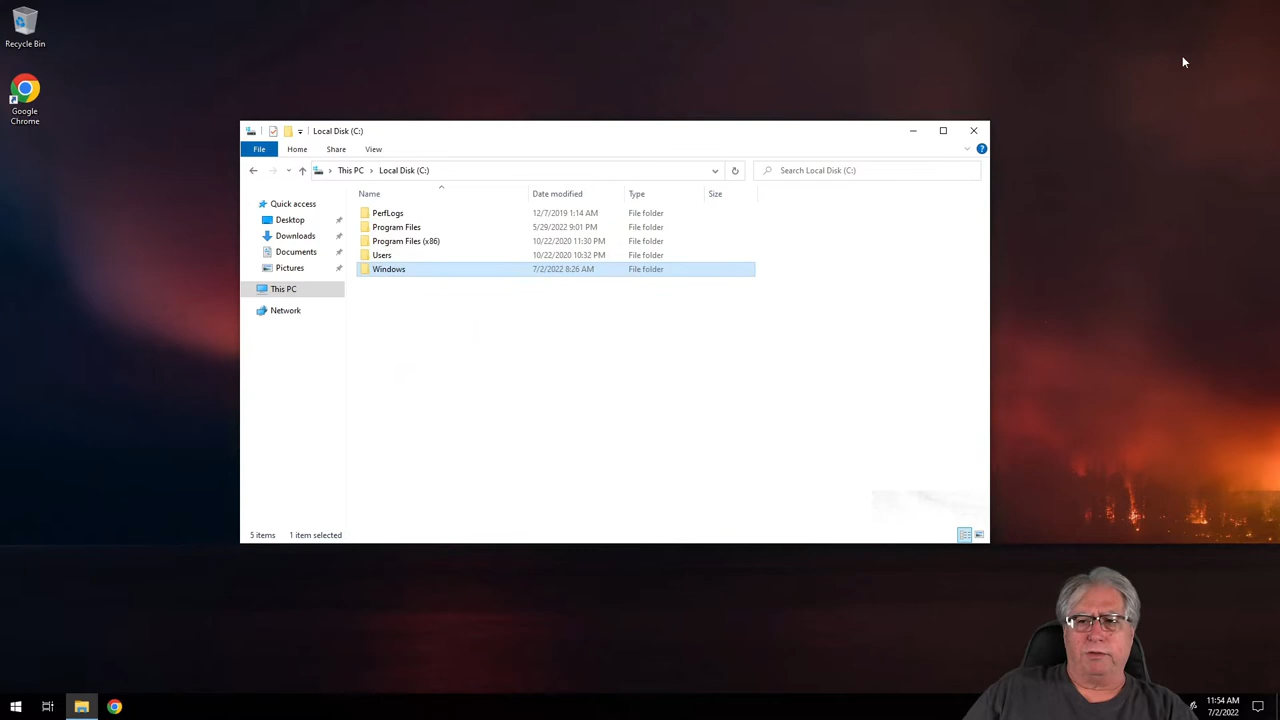 Recycle Bin
Google
Chrome
Local Disk (C:)
File Home Share View
This PC Local Disk (C:)
Search Local Disk (C:)
Name Date modified Type Size
Quick access
Desktop
Downloads
Documents
Pictures
This PC
Network
PerfLogs 12/7/2019 1:14 AM File folder
Program Files 5/29/2022 9:01 PM File folder
Program Files (x86) 10/22/2020 11:30 PM File folder
Users 10/22/2020 10:32 PM File folder
Windows 7/2/2022 8:26 AM File folder
5 items 1 item selected
11:54 AM
7/2/2022